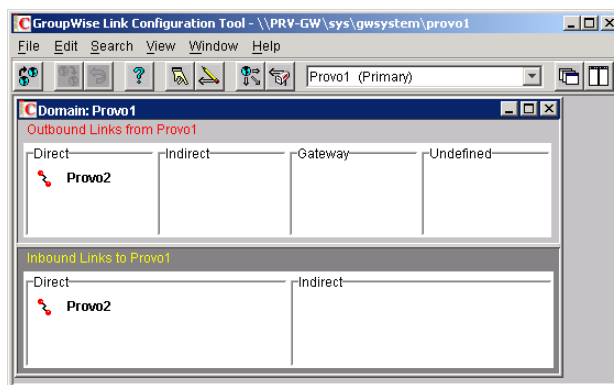 GroupWise Link Configuration Tool - \\PRV-GW\sys\gwsystem\provo1
File Edit Search View Window Help
Provo1 (Primary)
Domain: Provo1
Outbound Links from Provo1
Direct Indirect Gateway Undefined
Provo2
Inbound Links to Provo1
Direct Indirect
Provo2